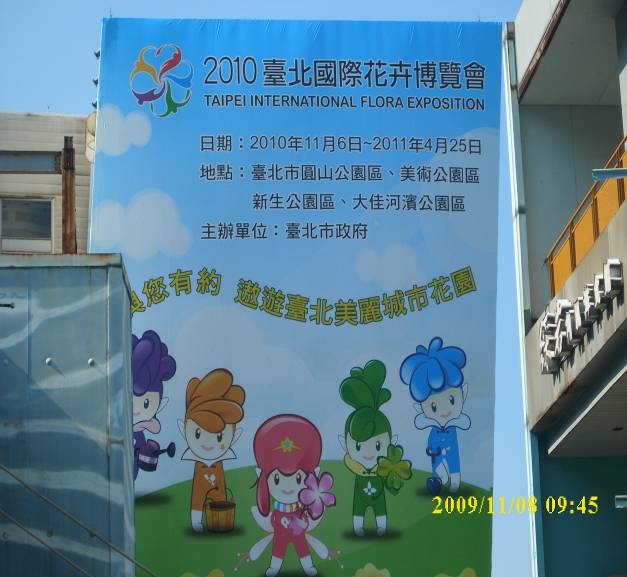 2010臺北國際花卉博覽會
TAIPEI INTERNATIONAL FLORA EXPOSITION
日期：2010年11月6日~2011年4月25日
地點：臺北市圓山公園區、美術公園區
新生公園區、大佳河濱公園區
主辦單位：臺北市政府
與您有約 遨遊臺北美麗城市花園
2009/11/08 09:45